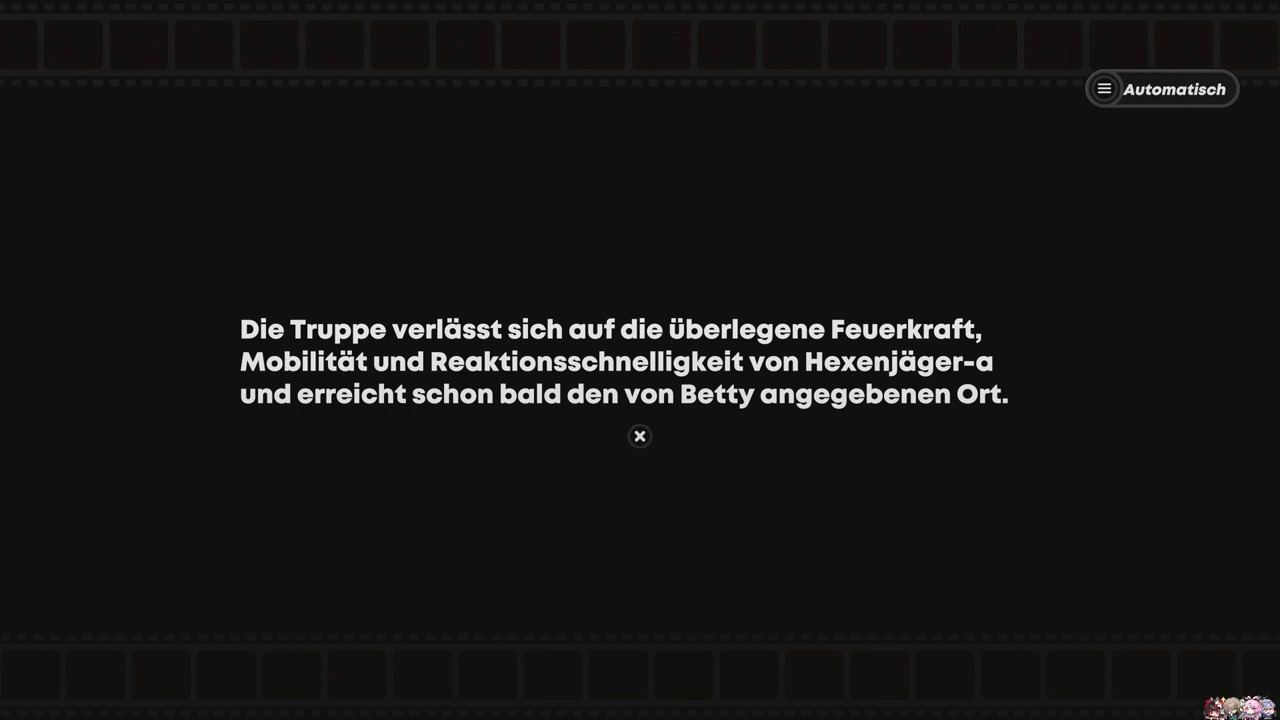 Automatisch
Die Truppe verlässt sich auf die überlegene Feuerkraft,
Mobilität und Reaktionsschnelligkeit von Hexenjäger-a
und erreicht schon bald den von Betty angegebenen Ort.